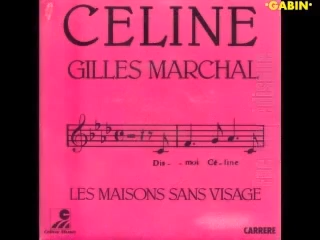 •GABIN•
CELINE
GILLES MARCHAL
Dis- moi Cé - line
LES MAISONS SANS VISAGE
CARRERE